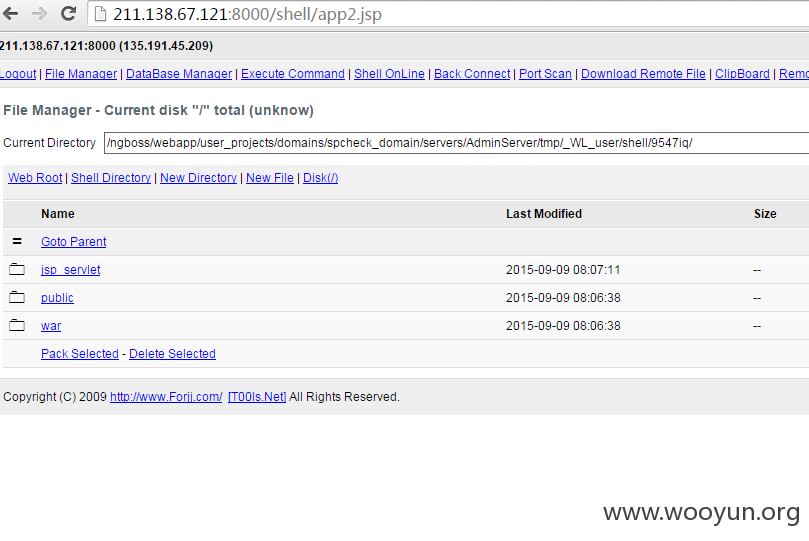 211.138.67.121:8000/shell/app2.jsp
211.138.67.121:8000 (135.191.45.209)
Logout | File Manager | DataBase Manager | Execute Command | Shell OnLine | Back Connect | Port Scan | Download Remote File | ClipBoard | Remo
File Manager - Current disk "/" total (unknow)
Current Directory /ngboss/webapp/user_projects/domains/spcheck_domain/servers/AdminServer/tmp/_WL_user/shell/9547iq/
Web Root | Shell Directory | New Directory | New File | Disk(/)
Name Last Modified Size
= Goto Parent
jsp_servlet 2015-09-09 08:07:11 --
public 2015-09-09 08:06:38 --
war 2015-09-09 08:06:38 --
Pack Selected - Delete Selected
Copyright (C) 2009 http://www.Forjj.com/ [T00ls.Net] All Rights Reserved.
www.wooyun.org